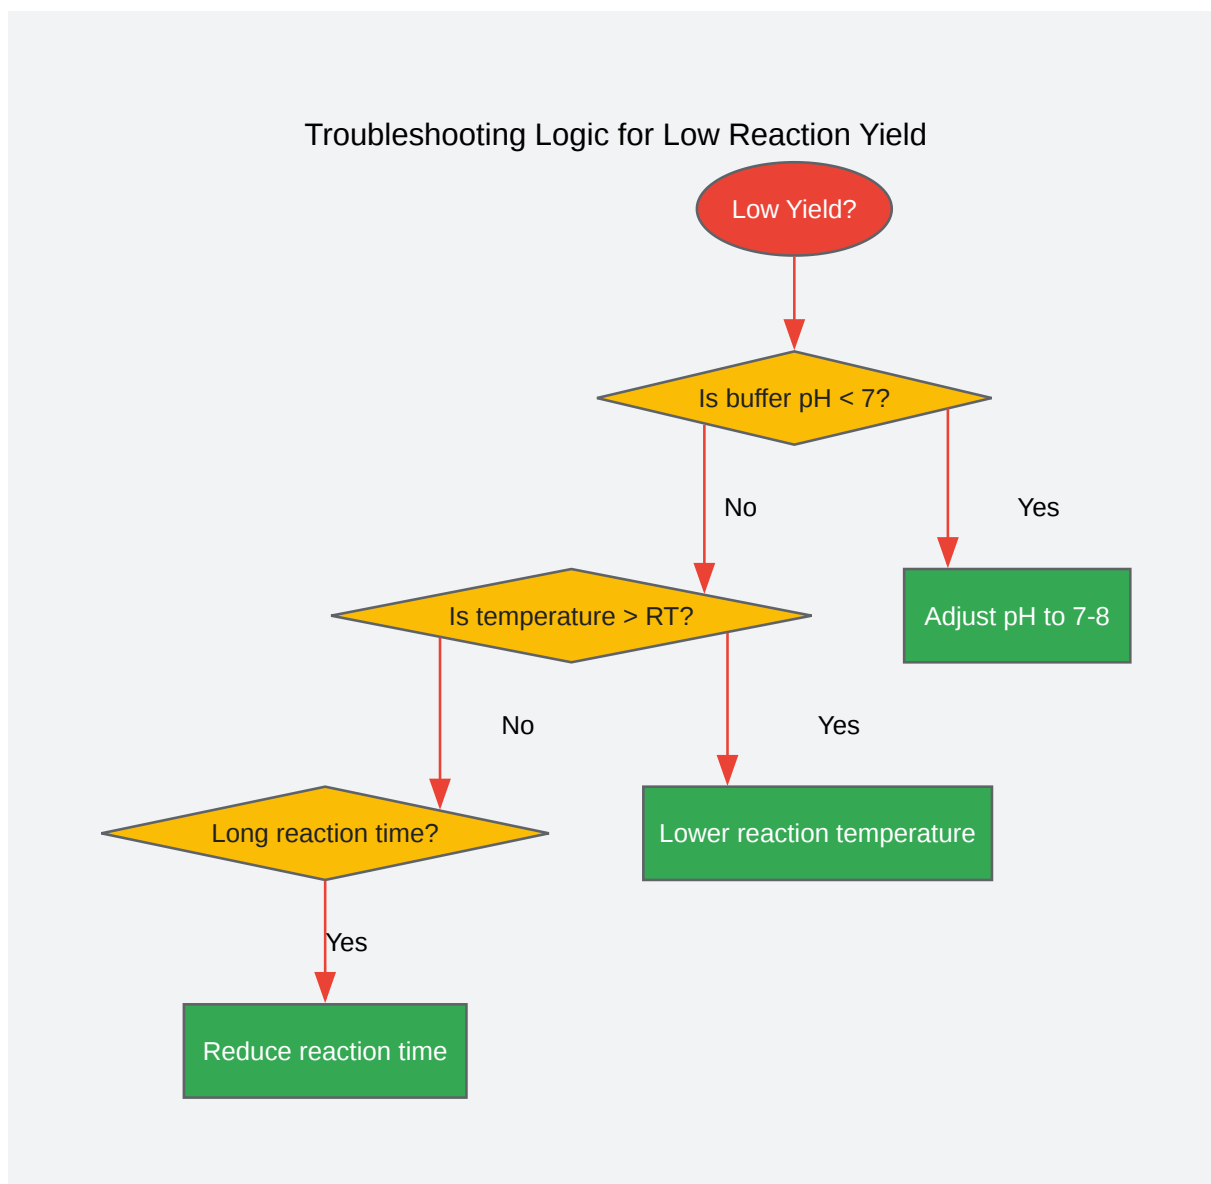 Troubleshooting Logic for Low Reaction Yield
Low Yield?
Is buffer pH < 7?
No
Yes
Is temperature > RT?
Adjust pH to 7-8
No
Yes
Long reaction time?
Lower reaction temperature
Yes
Reduce reaction time